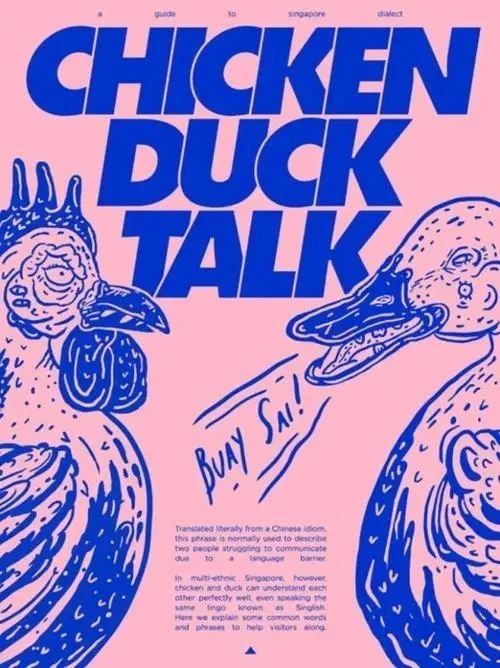 a guide to singapore dialect
CHICKEN
DUCK
TALK
BUAY SAI!
Translated literally from a Chinese idiom,
this phrase is normally used to describe
two people struggling to communicate
due to a language barrier.
In multi-ethnic Singapore, however,
chicken and duck can understand each
other perfectly well, even speaking the
same lingo known as Singlish.
Here we explain some common words
and phrases to help visitors along.